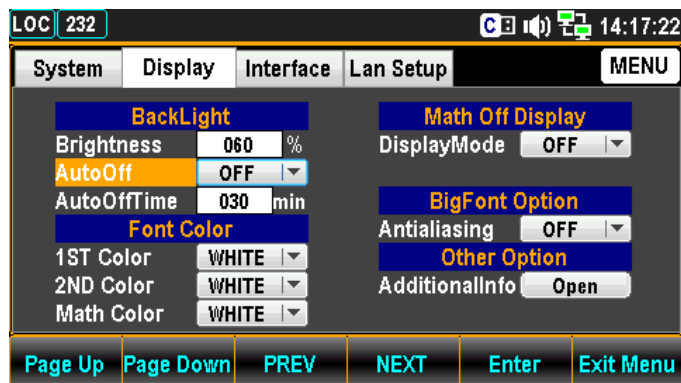 LOC 232 C 14:17:22
System Display Interface Lan Setup MENU
BackLight
Brightness 060 %
AutoOff OFF
AutoOffTime 030 min
Font Color
1ST Color WHITE
2ND Color WHITE
Math Color WHITE
Math Off Display
DisplayMode OFF
BigFont Option
Antialiasing OFF
Other Option
AdditionalInfo Open
Page Up Page Down PREV NEXT Enter Exit Menu